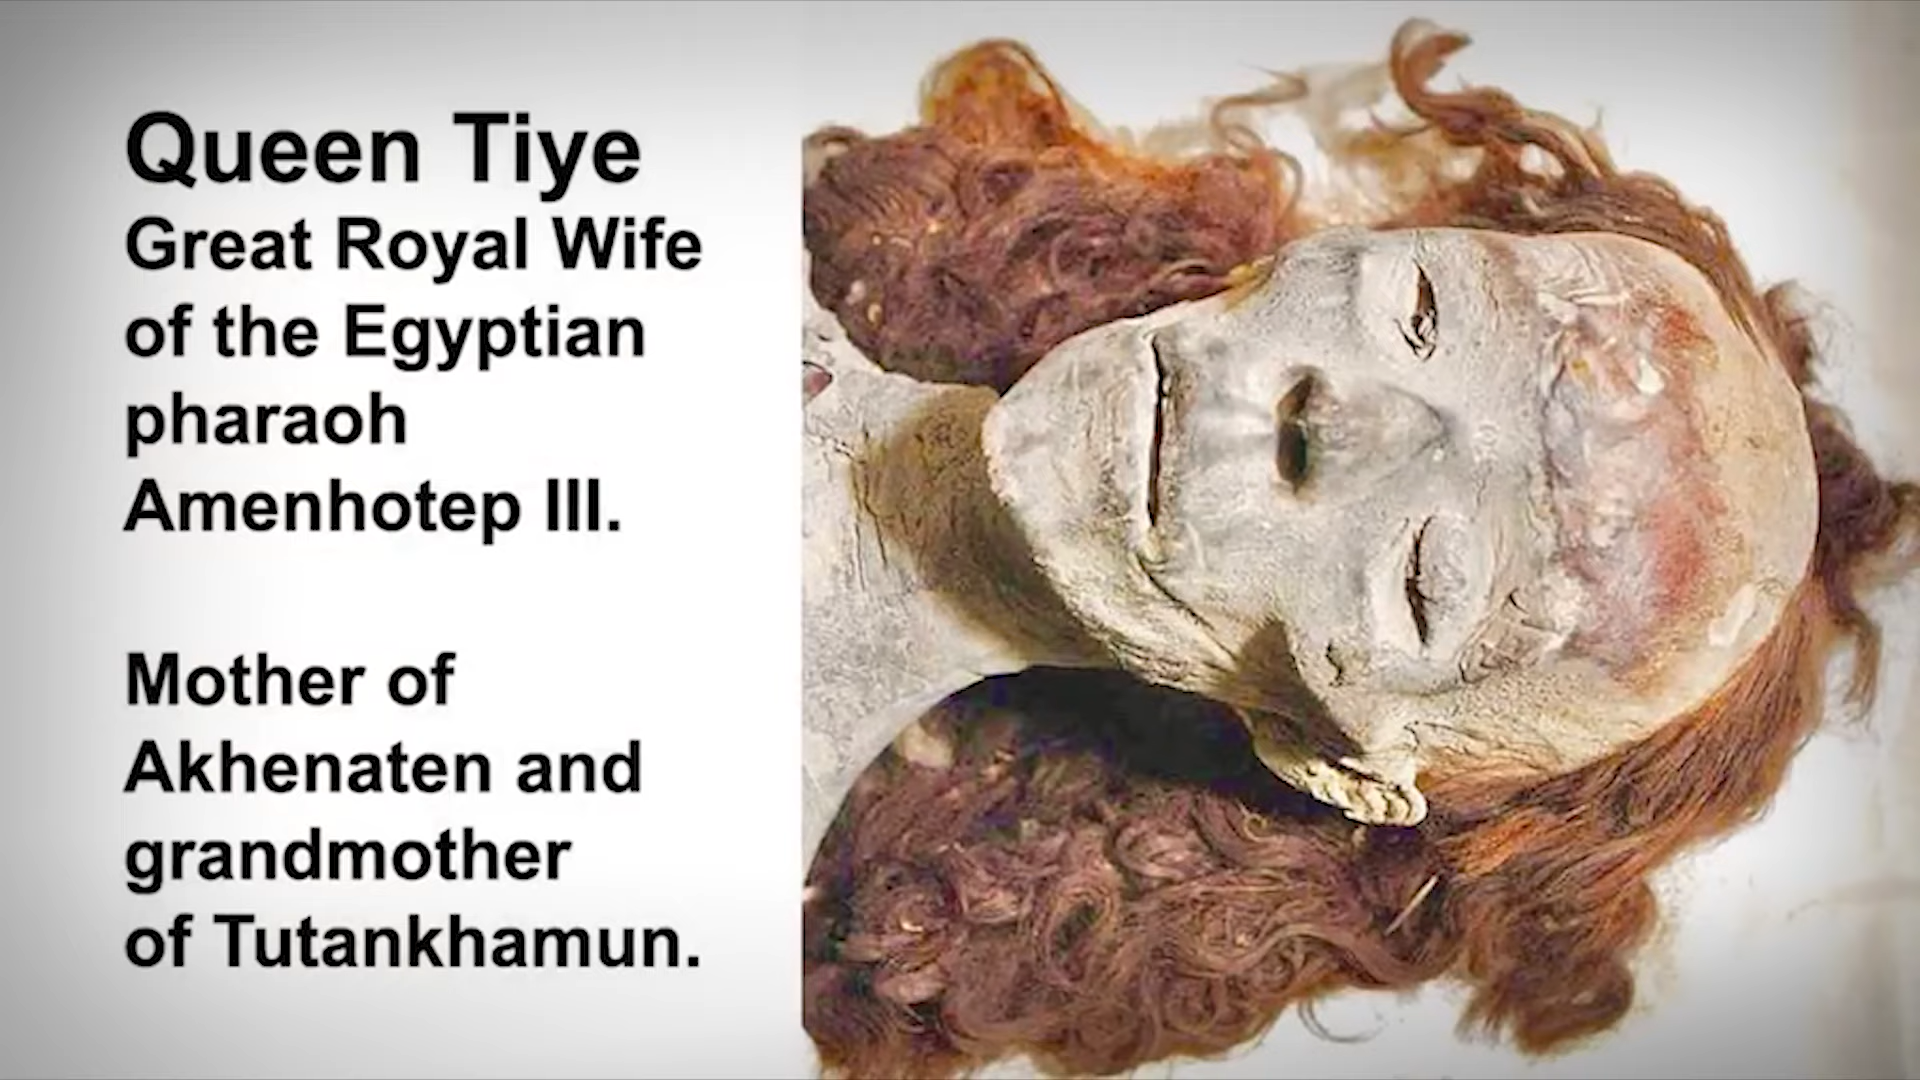 Queen Tiye
Great Royal Wife
of the Egyptian
pharaoh
Amenhotep III.
Mother of
Akhenaten and
grandmother
of Tutankhamun.